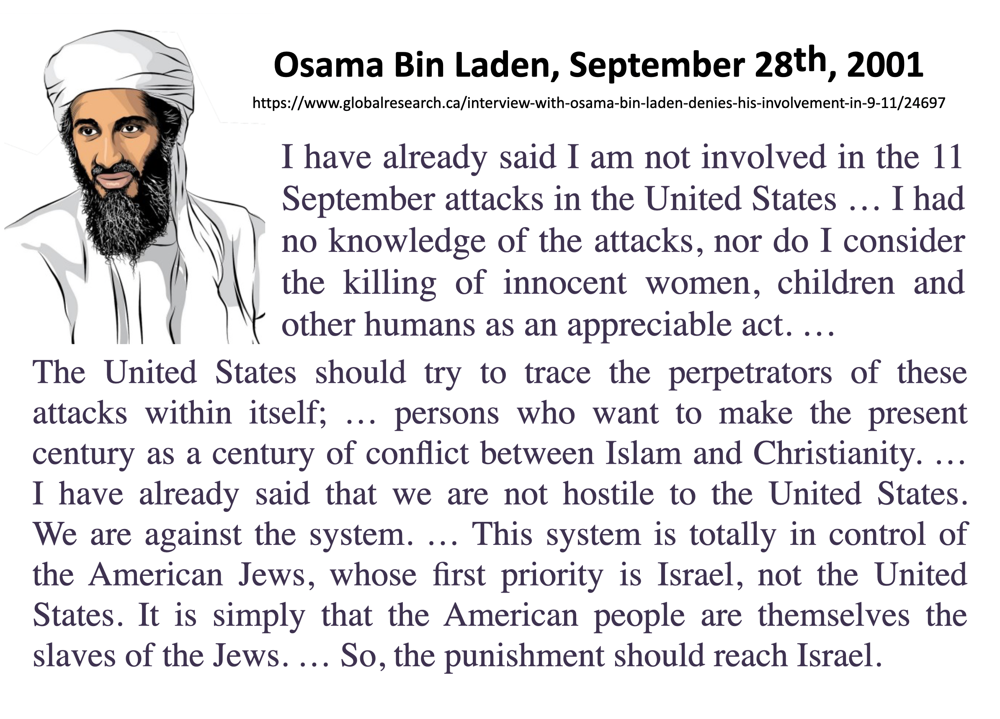 Osama Bin Laden, September 28th, 2001
https://www.globalresearch.ca/interview-with-osama-bin-laden-denies-his-involvement-in-9-11/24697
I have already said I am not involved in the 11
September attacks in the United States … I had
no knowledge of the attacks, nor do I consider
the killing of innocent women, children and
other humans as an appreciable act. …
The United States should try to trace the perpetrators of these
attacks within itself; … persons who want to make the present
century as a century of conflict between Islam and Christianity. …
I have already said that we are not hostile to the United States.
We are against the system. … This system is totally in control of
the American Jews, whose first priority is Israel, not the United
States. It is simply that the American people are themselves the
slaves of the Jews. … So, the punishment should reach Israel.